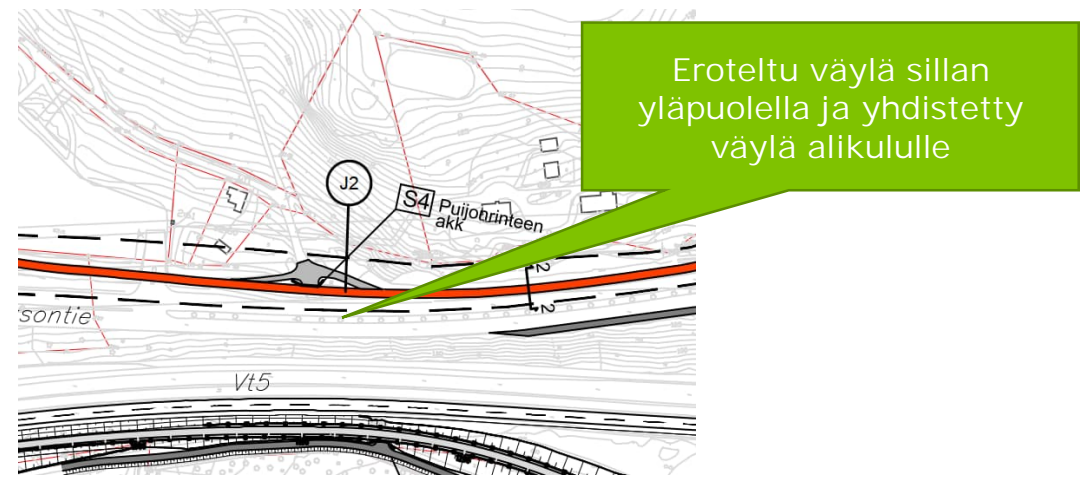 Eroteltu väylä sillan
yläpuolella ja yhdistetty
väylä alikululle
J2
S4 Puijonrinteen
akk
2
2
sontie
Vt5